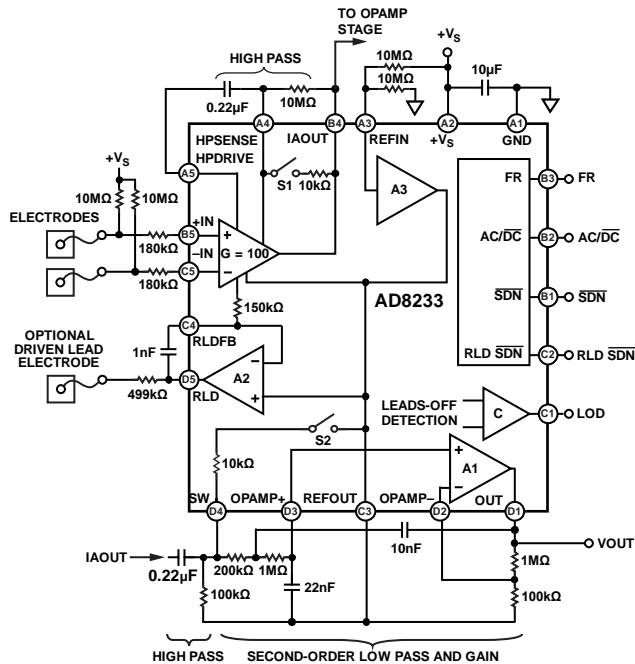 TO OPAMP
STAGE
HIGH PASS
+VS
10MΩ
10MΩ
10µF
0.22µF
10MΩ
A4
B4
A3
A2
A1
HPSENSE
IAOUT
REFIN
+VS
GND
HPDRIVE
A5
S1
10kΩ
A3
FR
B3
FR
+VS
10MΩ
10MΩ
ELECTRODES
+IN
B5
180kΩ
–IN
C5
180kΩ
+
–
G = 100
AC/DC
B2
AC/DC
AD8233
SDN
B1
SDN
150kΩ
C4
RLDFB
1nF
RLD SDN
C2
RLD SDN
OPTIONAL
DRIVEN LEAD
ELECTRODE
D5
RLD
499kΩ
–
+
A2
LEADS-OFF
DETECTION
C
C1
LOD
S2
10kΩ
+
–
A1
SW
OPAMP+
REFOUT
OPAMP–
OUT
D4
D3
C3
D2
D1
10nF
VOUT
IAOUT
0.22µF
200kΩ
1MΩ
1MΩ
100kΩ
22nF
100kΩ
HIGH PASS
SECOND-ORDER LOW PASS AND GAIN